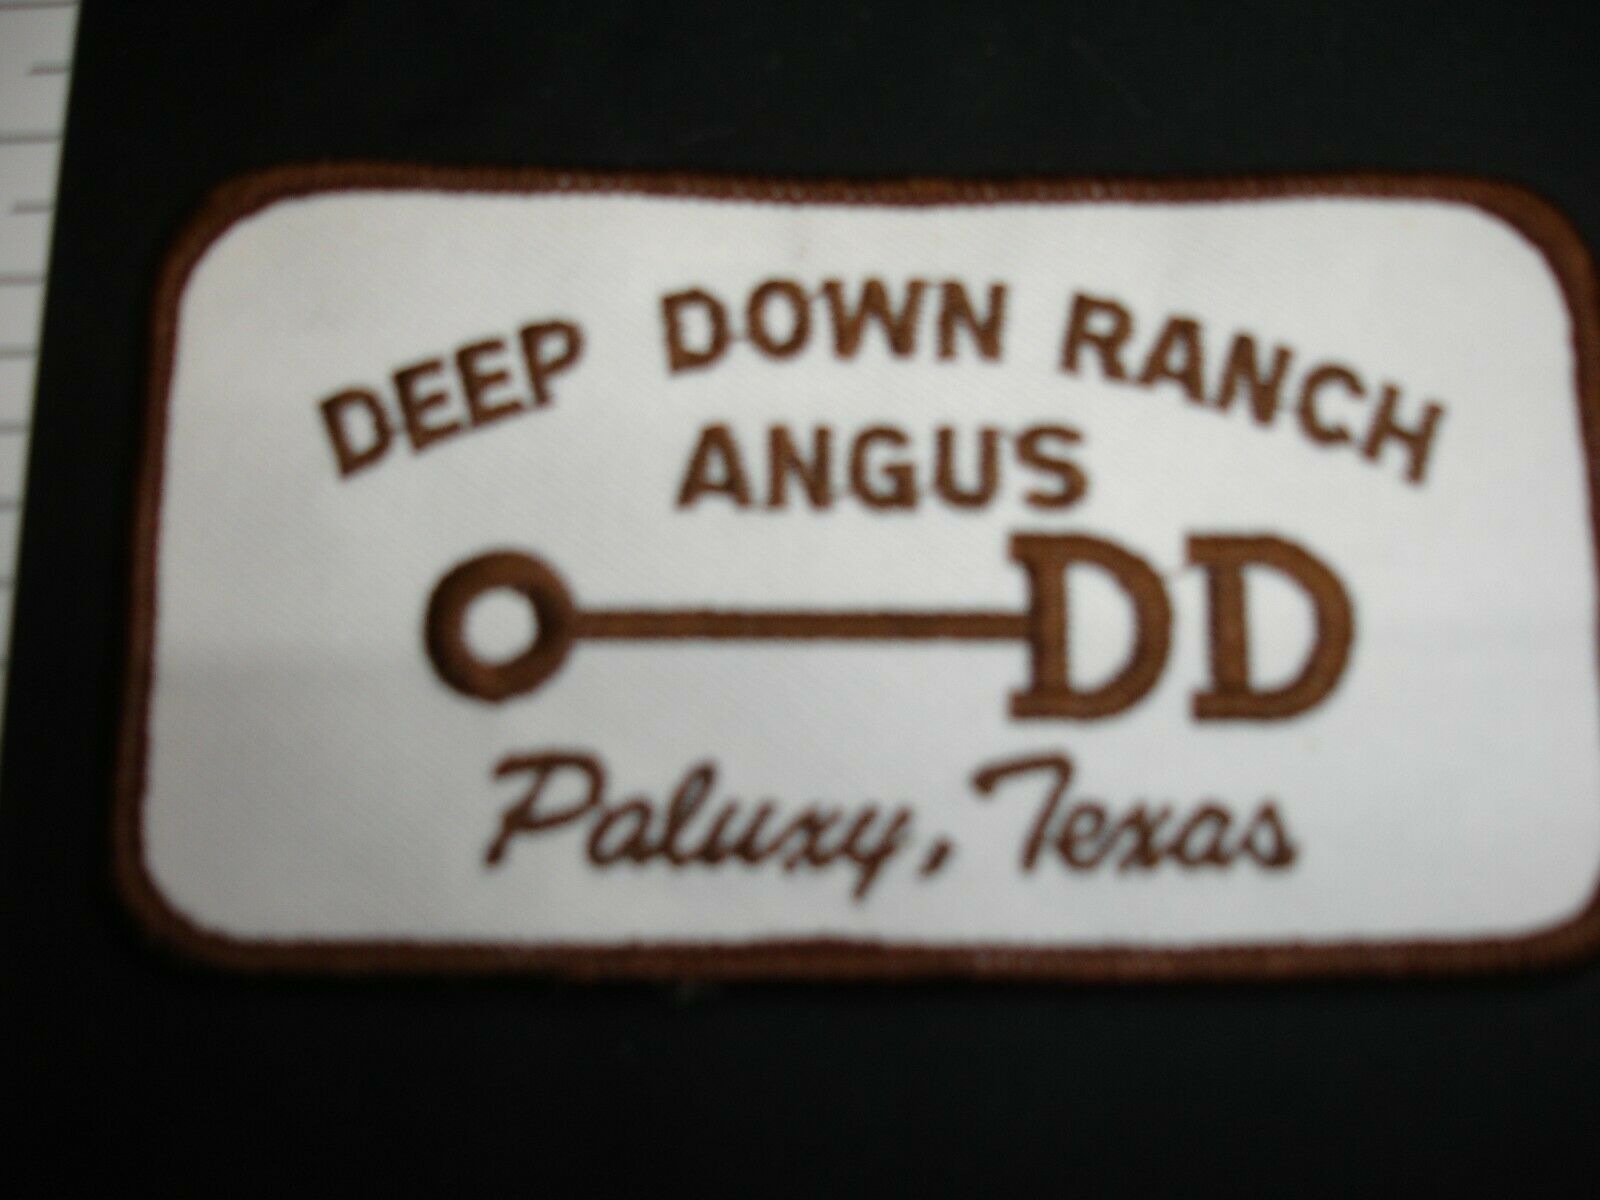 DEEP DOWN RANCH
ANGUS
DD
Paluxy, Texas